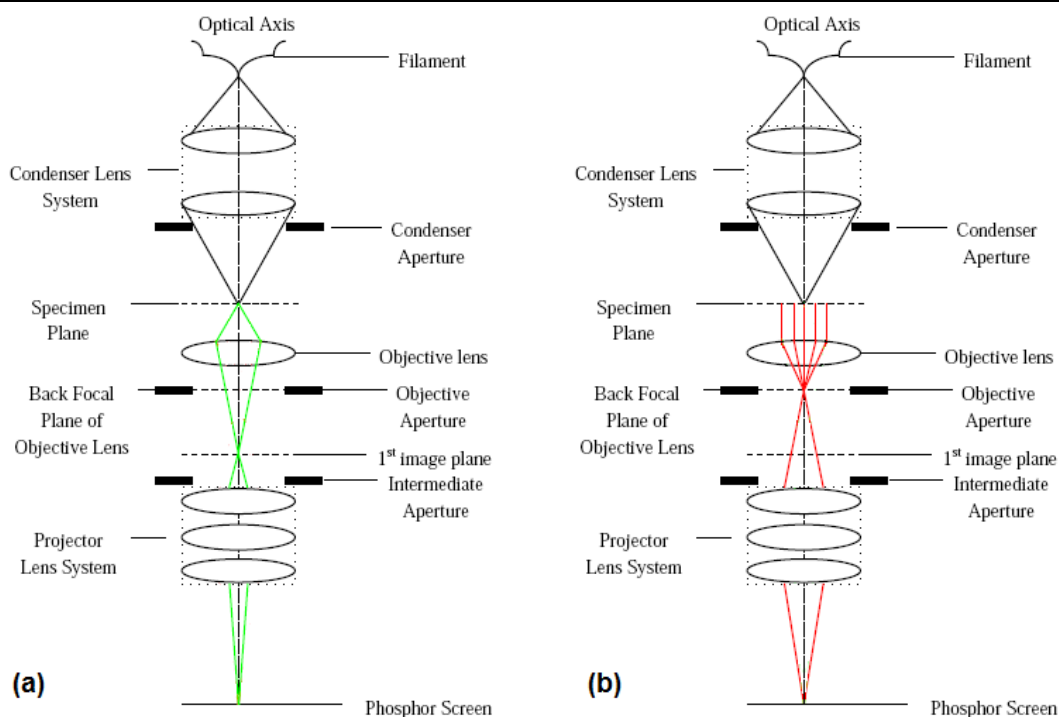 Optical Axis
Filament
Condenser Lens
System
Condenser
Aperture
Specimen
Plane
Objective lens
Back Focal
Plane of
Objective Lens
Objective
Aperture
1st image plane
Intermediate
Aperture
Projector
Lens System
(a)
Phosphor Screen
Optical Axis
Filament
Condenser Lens
System
Condenser
Aperture
Specimen
Plane
Objective lens
Back Focal
Plane of
Objective Lens
Objective
Aperture
1st image plane
Intermediate
Aperture
Projector
Lens System
(b)
Phosphor Screen